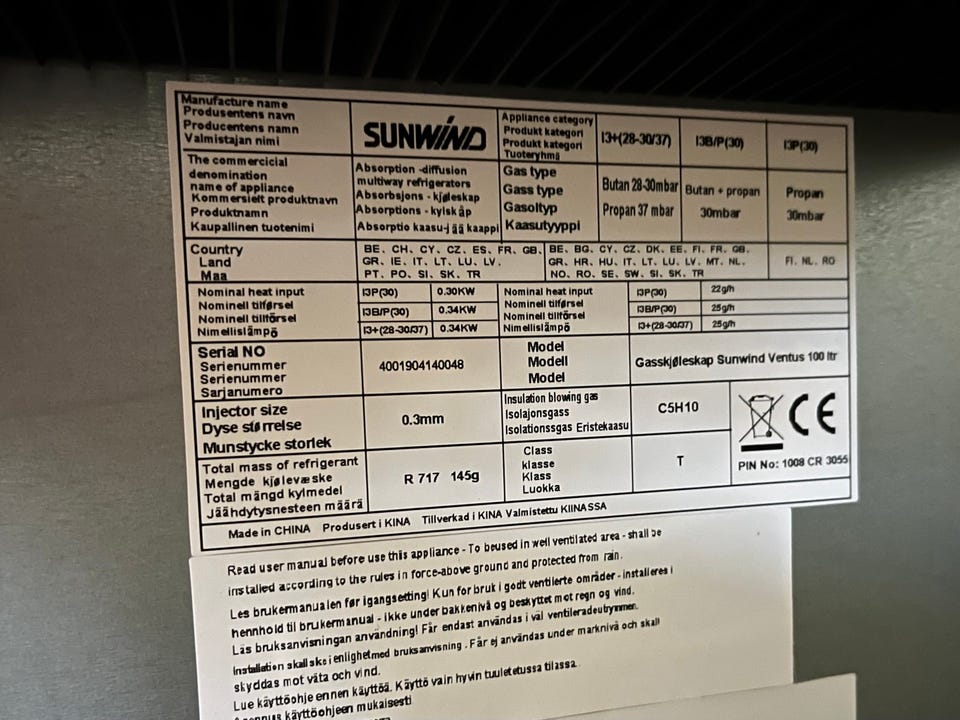 Manufacture name
Produsentens navn
Producentens namn
Valmistajan nimi
SUNWIND
Appliance category
Produkt kategori
Produkt kategori
Tuoteryhmä
I3+(28-30/37)
I3B/P(30)
I3P(30)
The commercicial
denomination
name of appliance
Kommersielt produktnavn
Produktnamn
Kaupallinen tuotenimi
Absorption -diffusion
multiway refrigerators
Absorbsjons - kjøleskap
Absorptions - kylskåp
Absorptio kaasu-jääkaappi
Gas type
Gass type
Gasoltyp
Kaasutyyppi
Butan 28-30mbar
Propan 37 mbar
Butan + propan
30mbar
Propan
30mbar
Country
Land
Maa
BE、CH、CY、CZ、ES、FR、GB、
GR、IE、IT、LT、LU、LV、
PT、PO、SI、SK、TR
BE、BG、CY、CZ、DK、EE、FI、FR、GB、
GR、HR、HU、IT、LT、LU、LV、MT、NL、
NO、RO、SE、SW、SI、SK、TR
FI、NL、RO
Nominal heat input
Nominell tilførsel
Nominell tillförsel
Nimellislämpö
I3P(30) 0.30KW
I3B/P(30) 0.34KW
I3+(28-30/37) 0.34KW
Nominal heat input
Nominell tilførsel
Nominell tillförsel
Nimellislämpö
I3P(30) 22g/h
I3B/P(30) 25g/h
I3+(28-30/37) 25g/h
Serial NO
Serienummer
Serienummer
Sarjanumero
4001904140048
Model
Modell
Model
Gasskjøleskap Sunwind Ventus 100 ltr
Injector size
Dyse størrelse
Munstycke storlek
0.3mm
Insulation blowing gas
Isolajonsgass
Isolationssgas Eristekaasu
C5H10
CE
PIN No: 1008 CR 3055
Total mass of refrigerant
Mengde kjølevæske
Total mängd kylmedel
Jäähdytysnesteen määrä
R 717 145g
Class
klasse
Klass
Luokka
T
Made in CHINA Produsert i KINA Tillverkad i KINA Valmistettu KIINASSA
Read user manual before use this appliance - To beused in well ventilated area - shall be
installed according to the rules in force-above ground and protected from rain.
Les brukermanualen før igangsetting! Kun for bruk i godt ventilerte områder - installeres i
hennhold til brukermanual - Ikke under bakkenivå og beskyttet mot regn og vind.
Läs bruksanvisningan användning! Får endast användas i väl ventileradeutrymmen.
Installation skall ske i enlighet med bruksanvisning . Får ej användas under marknivå och skall
skyddas mot väta och vind.
Lue käyttöohje ennen käyttöä. Käyttö vain hyvin tuuletetussa tilassa
Asennus käyttöohjeen mukaisesti